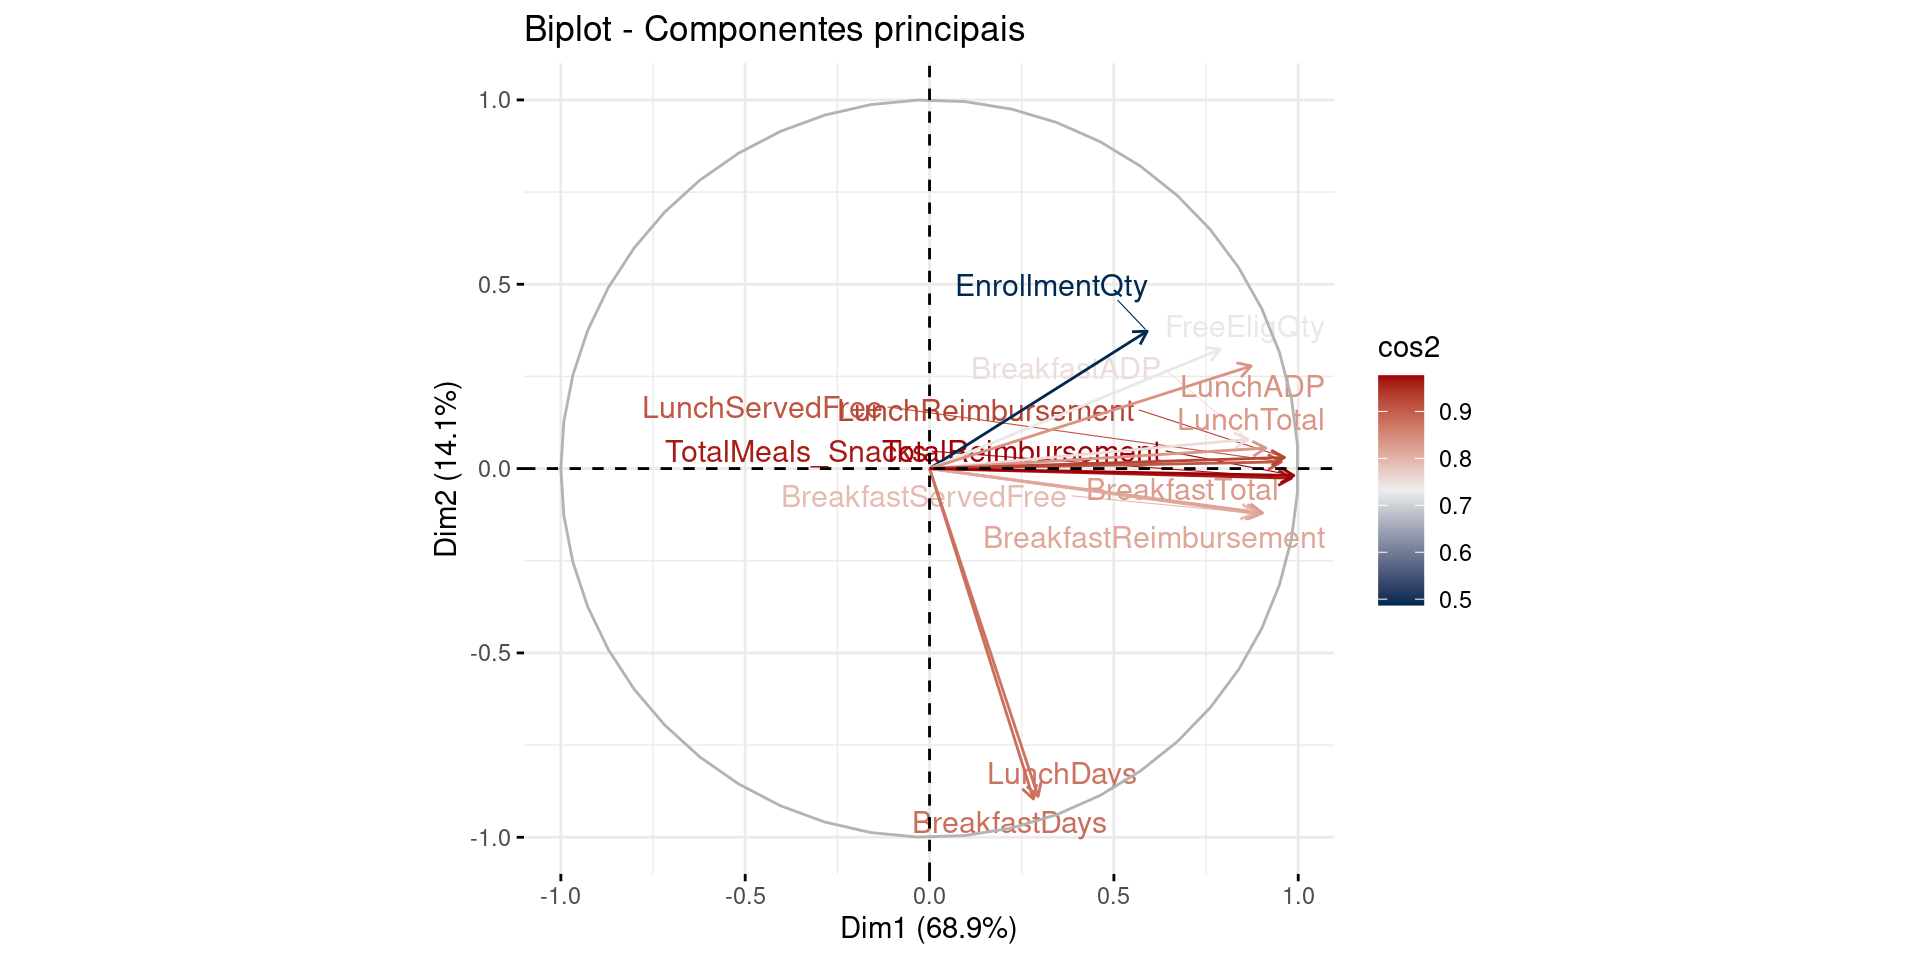 Biplot - Componentes principais
1.0
0.5
0.0
-0.5
-1.0
Dim2 (14.1%)
EnrollmentQty
FreeEligQty
BreakfastADP
LunchADP
LunchServedFree
LunchReimbursement
LunchTotal
TotalMeals_Snacks
TotalReimbursement
BreakfastServedFree
BreakfastTotal
BreakfastReimbursement
LunchDays
BreakfastDays
-1.0
-0.5
0.0
0.5
1.0
Dim1 (68.9%)
cos2
0.9
0.8
0.7
0.6
0.5